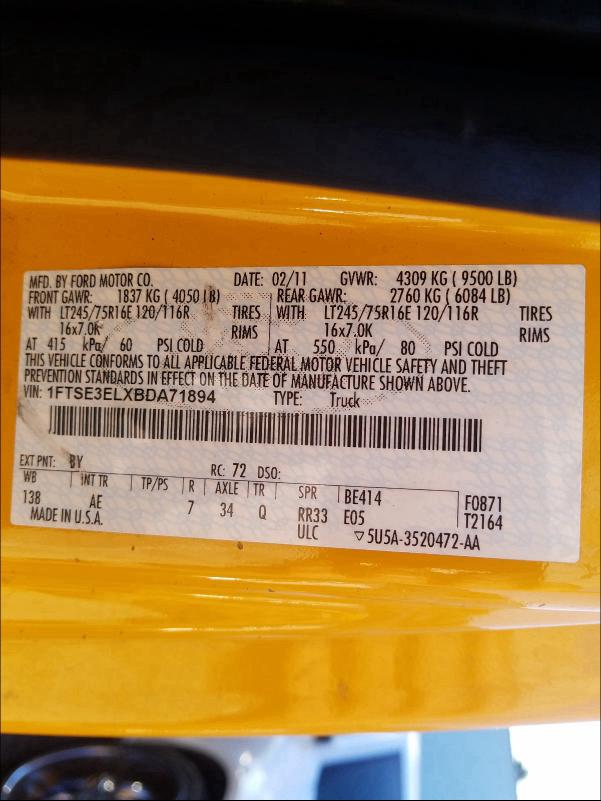 MFD. BY FORD MOTOR CO. DATE: 02/11 GVWR: 4309 KG ( 9500 LB)
FRONT GAWR: 1837 KG ( 4050 LB) REAR GAWR: 2760 KG ( 6084 LB)
WITH LT245/75R16E 120/116R TIRES WITH LT245/75R16E 120/116R TIRES
16x7.0K RIMS 16x7.0K RIMS
AT 415 kPa/ 60 PSI COLD AT 550 kPa/ 80 PSI COLD
THIS VEHICLE CONFORMS TO ALL APPLICABLE FEDERAL MOTOR VEHICLE SAFETY AND THEFT
PREVENTION STANDARDS IN EFFECT ON THE DATE OF MANUFACTURE SHOWN ABOVE.
VIN: 1FTSE3ELXBDA71894 TYPE: Truck
EXT PNT: BY RC: 72 DSO:
WB INT TR TP/PS R AXLE TR SPR BE414 F0871
138 AE 7 34 Q RR33 E05 T2164
MADE IN U.S.A. ULC ▽5U5A-3520472-AA